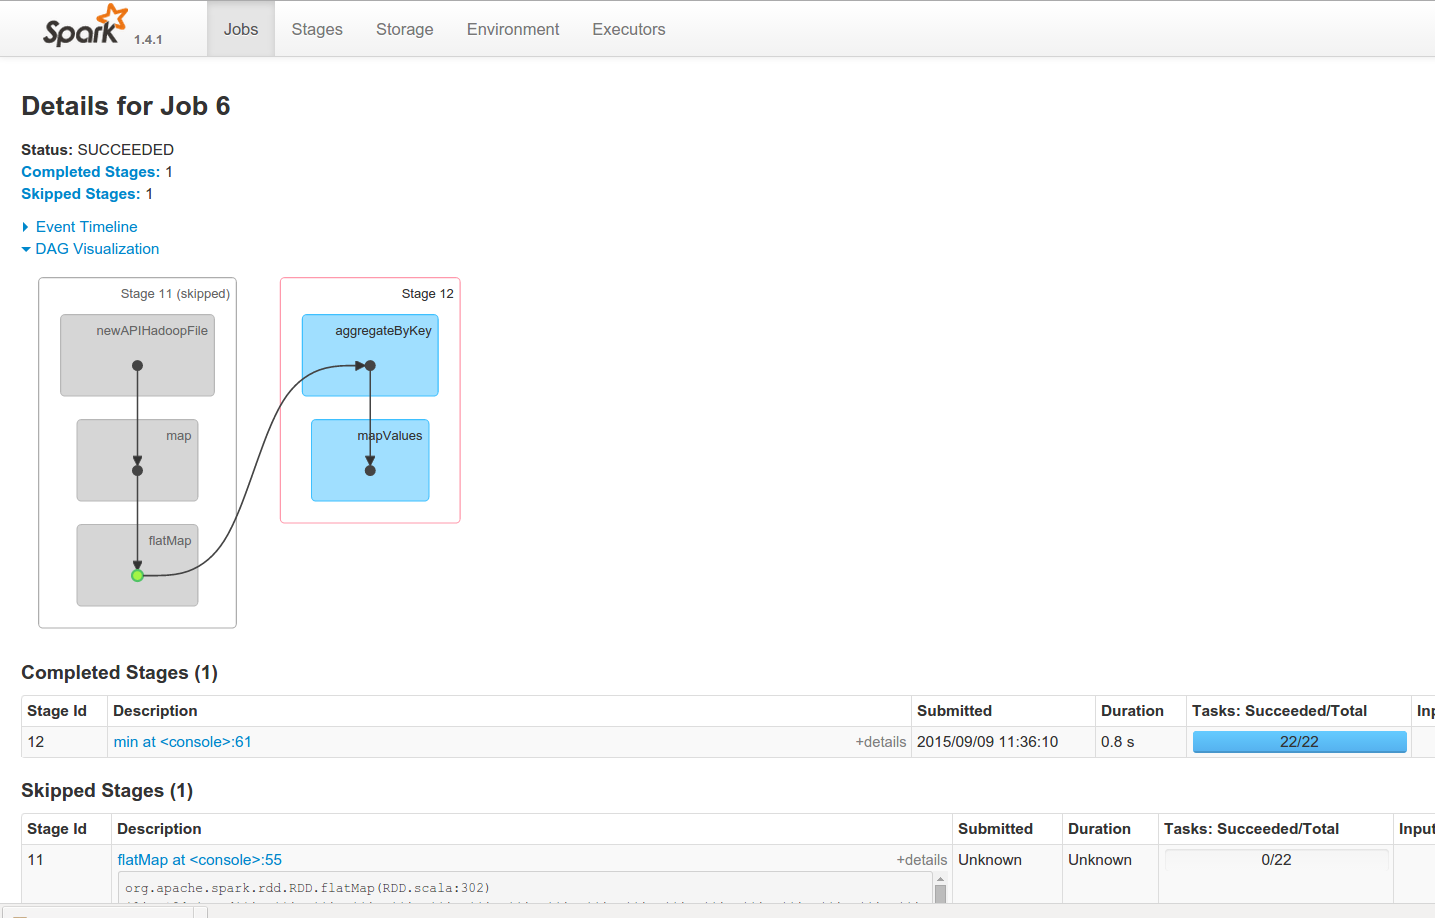 Spark 1.4.1 Jobs Stages Storage Environment Executors
Details for Job 6
Status: SUCCEEDED
Completed Stages: 1
Skipped Stages: 1
Event Timeline
DAG Visualization
Stage 11 (skipped)
newAPIHadoopFile
map
flatMap
Stage 12
aggregateByKey
mapValues
Completed Stages (1)
Stage Id Description Submitted Duration Tasks: Succeeded/Total Inp
12 min at <console>:61 +details 2015/09/09 11:36:10 0.8 s 22/22
Skipped Stages (1)
Stage Id Description Submitted Duration Tasks: Succeeded/Total Input
11 flatMap at <console>:55 +details Unknown Unknown 0/22
org.apache.spark.rdd.RDD.flatMap(RDD.scala:302)